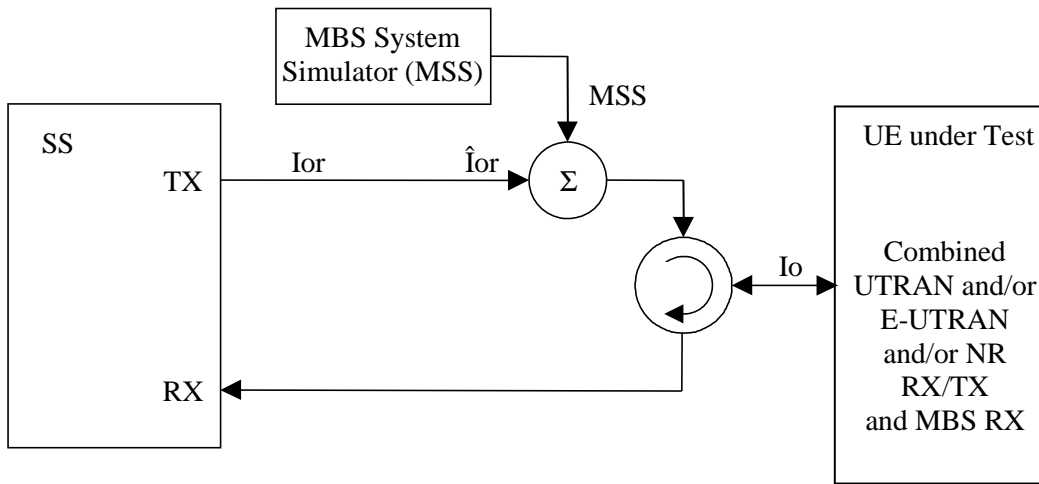 MBS System
Simulator (MSS)
MSS
SS
UE under Test
TX
Ior
Îor
Σ
Combined
UTRAN and/or
E-UTRAN
and/or NR
RX/TX
and MBS RX
Io
RX